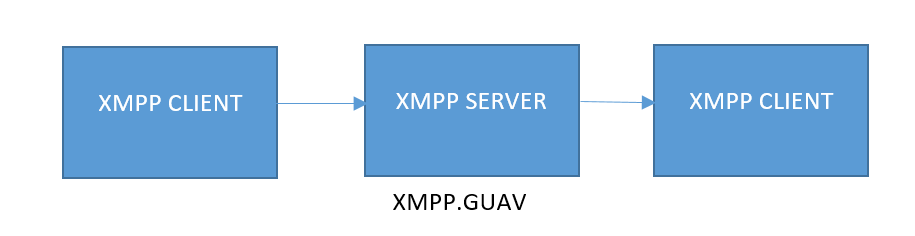 XMPP CLIENT
XMPP SERVER
XMPP CLIENT
XMPP.GUAV